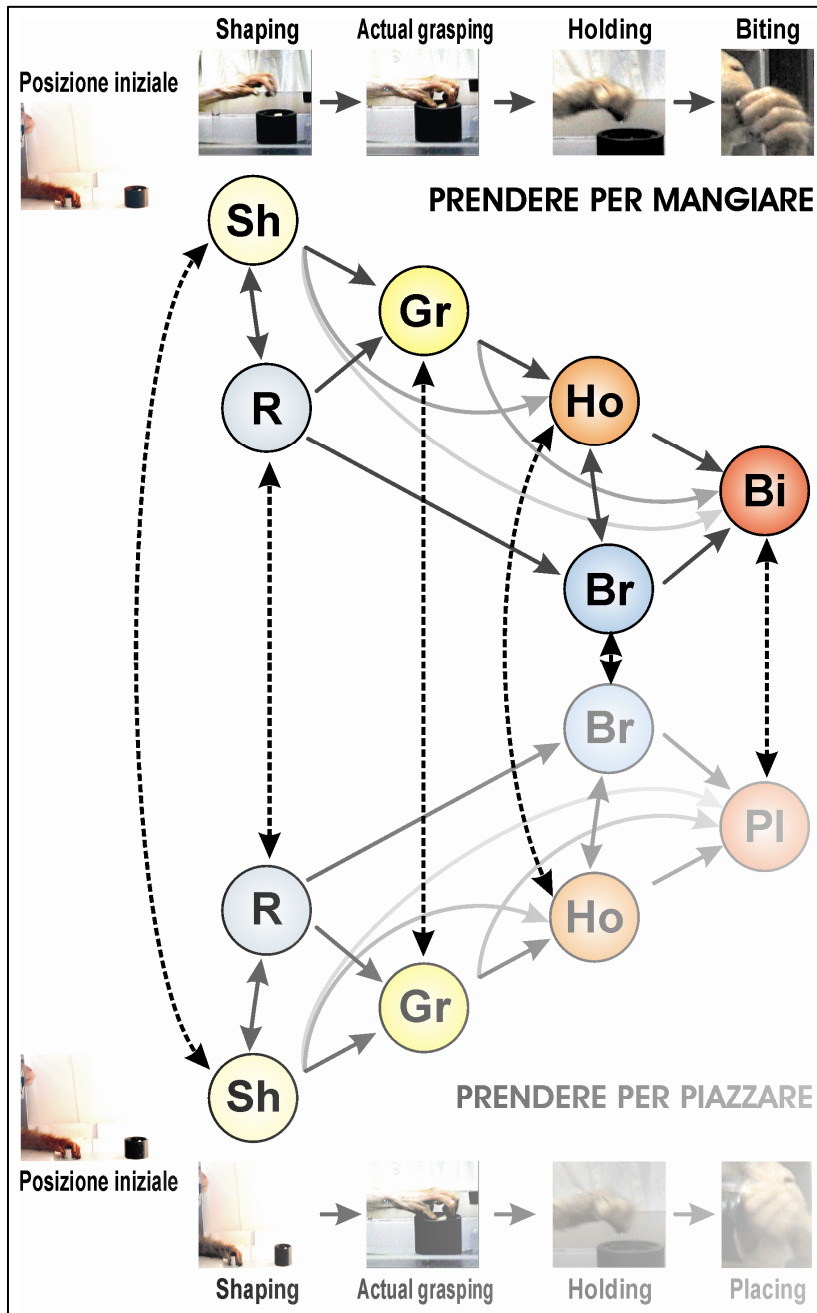 Shaping Actual grasping Holding Biting
Posizione iniziale
PRENDERE PER MANGIARE
Sh
Gr
R
Ho
Bi
Br
Br
Pl
R
Ho
Gr
Sh
PRENDERE PER PIAZZARE
Posizione iniziale
Shaping Actual grasping Holding Placing